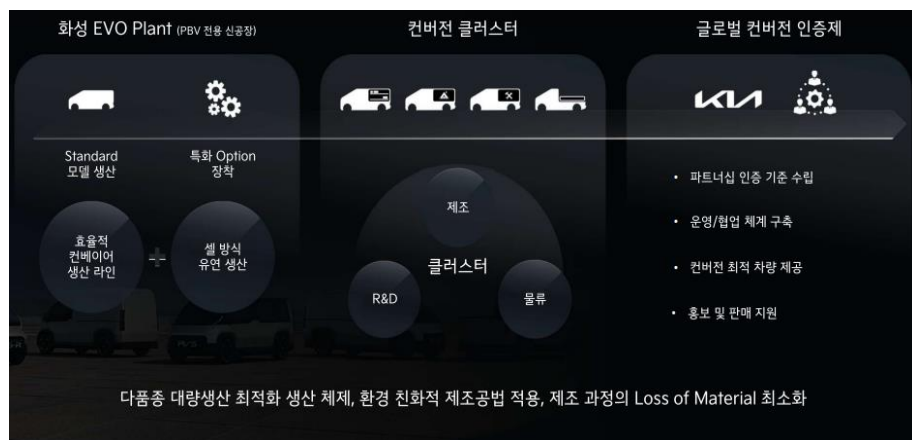 화성 EVO Plant (PBV 전용 신공장)
컨버전 클러스터
글로벌 컨버전 인증제
KIA
Standard
모델 생산
특화 Option
장착
효율적
컨베이어
생산 라인
+
셀 방식
유연 생산
제조
클러스터
R&D
물류
• 파트너십 인증 기준 수립
• 운영/협업 체계 구축
• 컨버전 최적 차량 제공
• 홍보 및 판매 지원
다품종 대량생산 최적화 생산 체제, 환경 친화적 제조공법 적용, 제조 과정의 Loss of Material 최소화